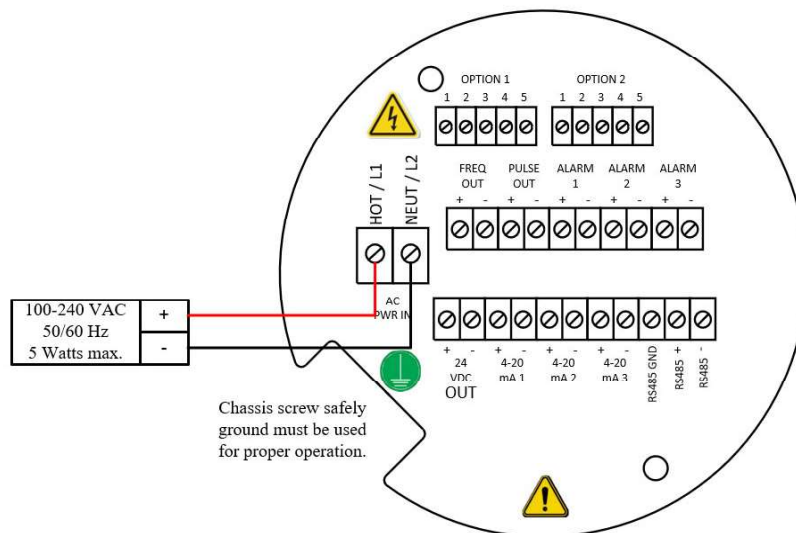 OPTION 1
OPTION 2
1 2 3 4 5
1 2 3 4 5
HOT / L1
NEUT / L2
FREQ
OUT
PULSE
OUT
ALARM
1
ALARM
2
ALARM
3
+ - + - + - + - + -
AC
PWR IN
100-240 VAC
50/60 Hz
5 Watts max.
+
-
+ - + - + - + -
24
VDC
OUT
4-20
mA 1
4-20
mA 2
4-20
mA 3
RS485 GND
RS485 +
RS485 -
Chassis screw safely
ground must be used
for proper operation.